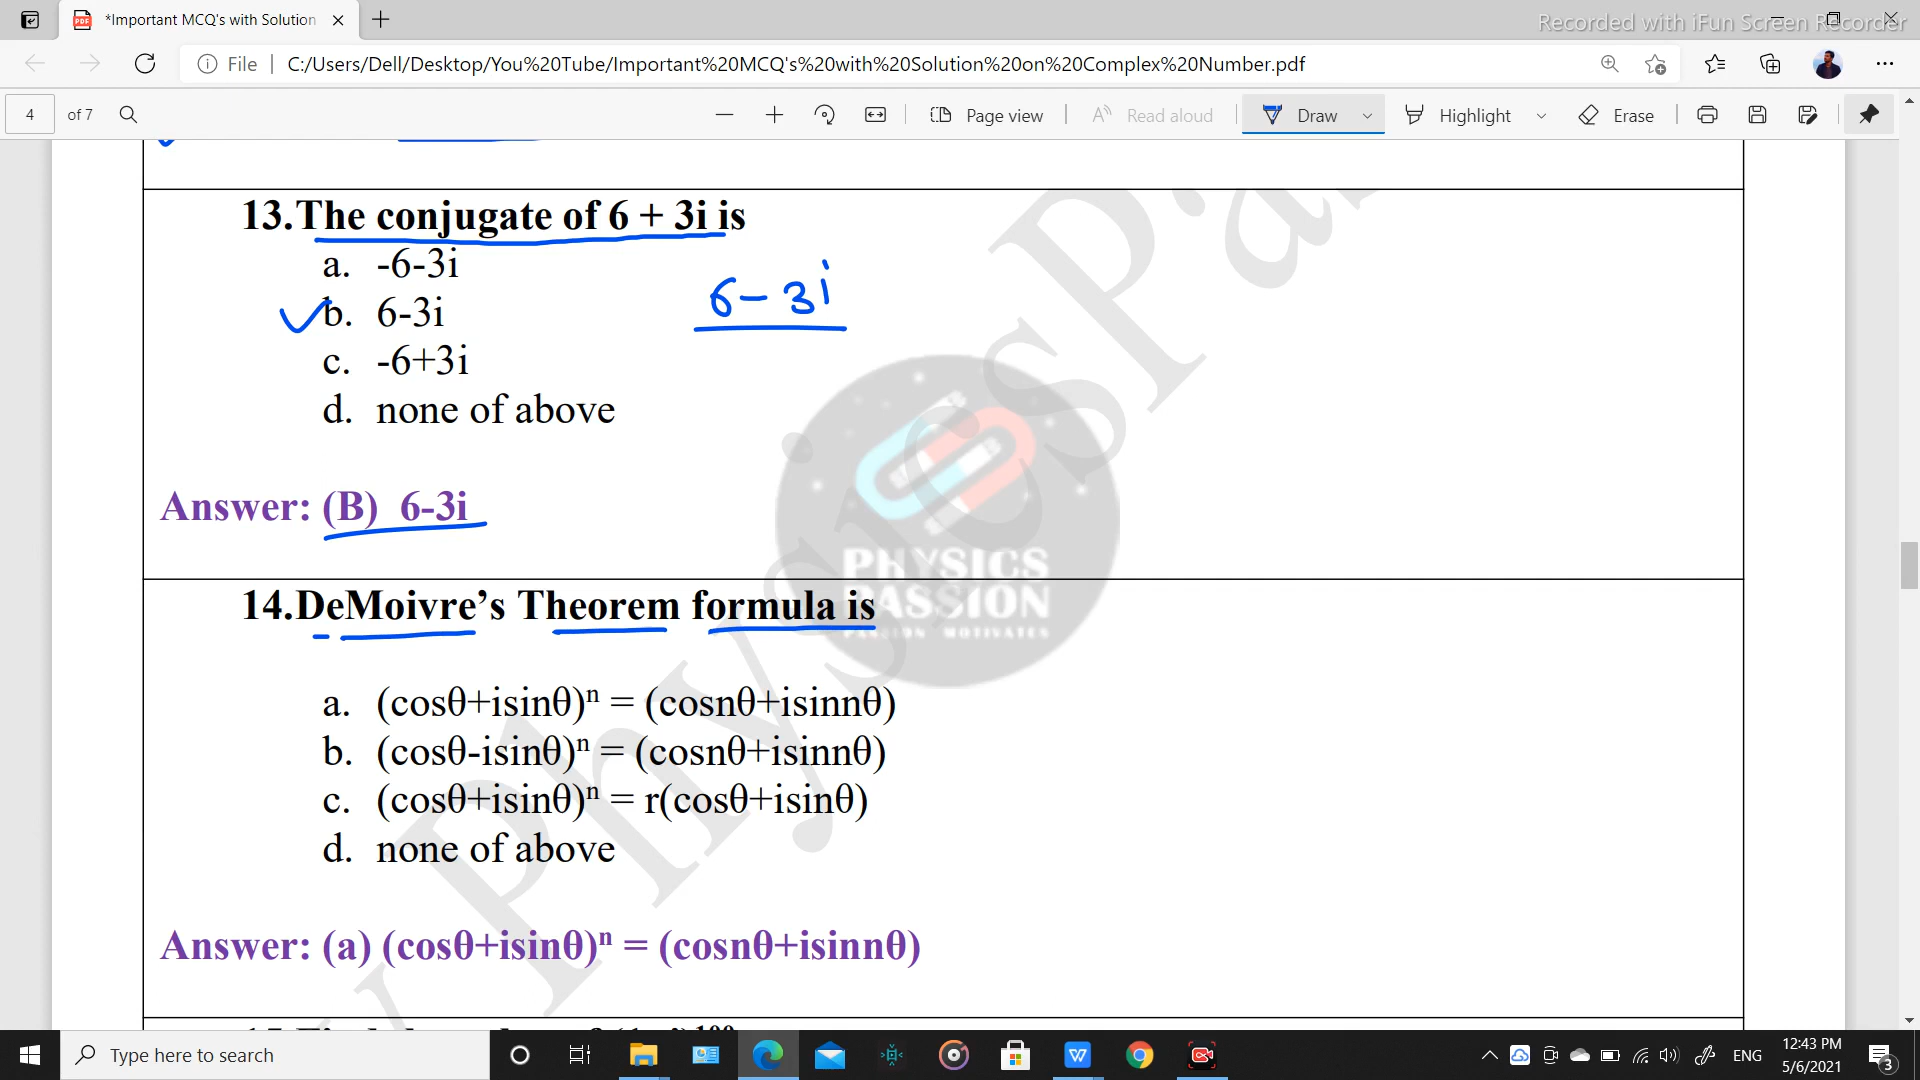 *Important MCQ's with Solution
Recorded with iFun Screen Recorder
File
C:/Users/Dell/Desktop/You%20Tube/Important%20MCQ's%20with%20Solution%20on%20Complex%20Number.pdf
4 of 7
Page view
Read aloud
Draw
Highlight
Erase
13. The conjugate of 6 + 3i is
a. -6-3i
b. 6-3i
6 - 3i
c. -6+3i
d. none of above
Answer: (B) 6-3i
PHYSICS
PASSION
PASSION MOTIVATES
14. DeMoivre’s Theorem formula is
a. (cosθ+isinθ)ⁿ = (cosnθ+isinnθ)
b. (cosθ-isinθ)ⁿ = (cosnθ+isinnθ)
c. (cosθ+isinθ)ⁿ = r(cosθ+isinθ)
d. none of above
Answer: (a) (cosθ+isinθ)ⁿ = (cosnθ+isinnθ)
Type here to search
ENG
12:43 PM
5/6/2021
3